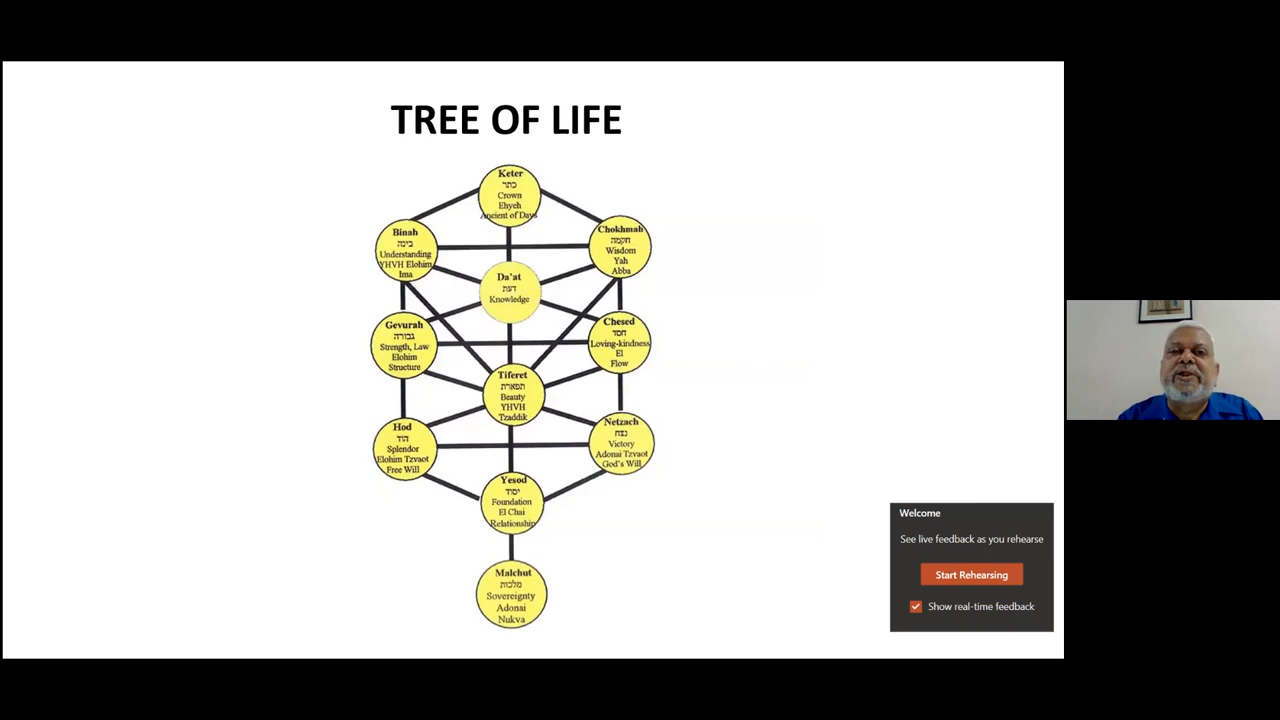 TREE OF LIFE
Keter
כתר
Crown
Ehyeh
Ancient of Days
Binah
בינה
Understanding
YHVH Elohim
Ima
Chokhmah
חקמה
Wisdom
Yah
Abba
Da'at
דעת
Knowledge
Gevurah
גבורה
Strength, Law
Elohim
Structure
Chesed
חסד
Loving-kindness
El
Flow
Tiferet
תפארת
Beauty
YHVH
Tzaddik
Hod
הוד
Splendor
Elohim Tzvaot
Free Will
Netzach
נצח
Victory
Adonai Tzvaot
God's Will
Yesod
יסוד
Foundation
El Chai
Relationship
Malchut
מלכות
Sovereignty
Adonai
Nukva
Welcome
See live feedback as you rehearse
Start Rehearsing
Show real-time feedback